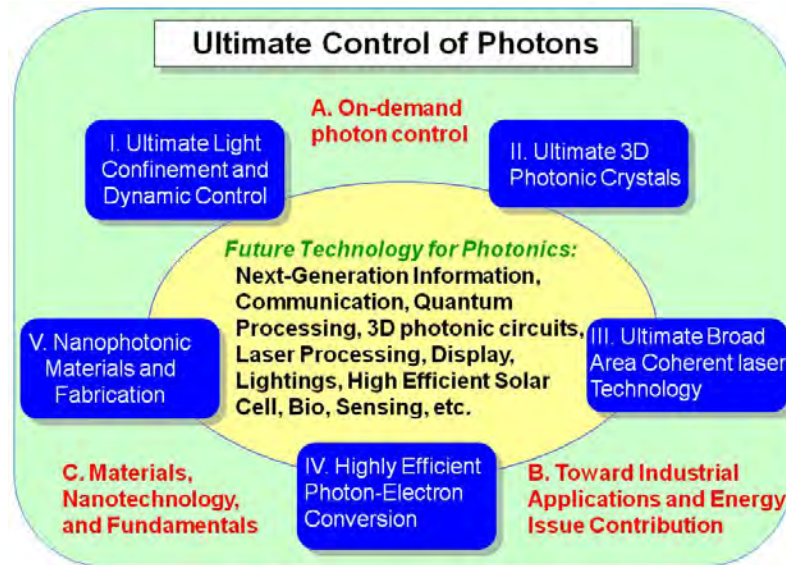 Ultimate Control of Photons
A. On-demand
photon control
I. Ultimate Light
Confinement and
Dynamic Control
II. Ultimate 3D
Photonic Crystals
Future Technology for Photonics:
Next-Generation Information,
Communication, Quantum
Processing, 3D photonic circuits,
Laser Processing, Display,
Lightings, High Efficient Solar
Cell, Bio, Sensing, etc.
V. Nanophotonic
Materials and
Fabrication
III. Ultimate Broad
Area Coherent laser
Technology
C. Materials,
Nanotechnology,
and Fundamentals
IV. Highly Efficient
Photon-Electron
Conversion
B. Toward Industrial
Applications and Energy
Issue Contribution